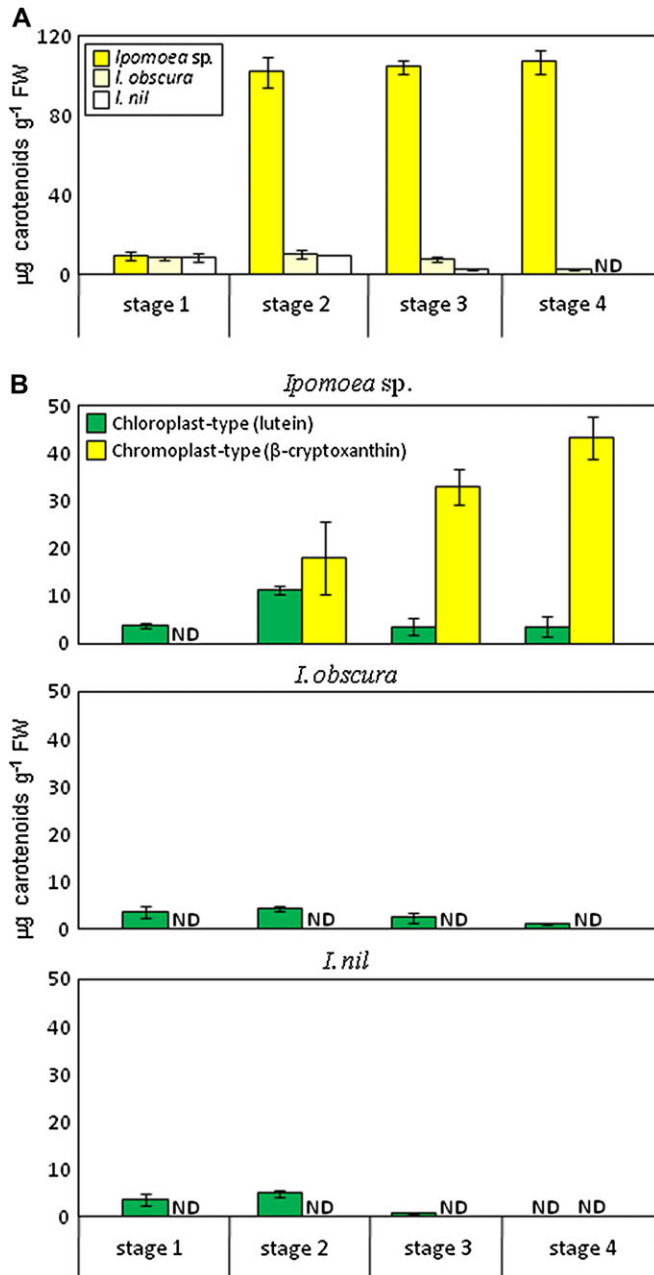 A
µg carotenoids g⁻¹ FW
120
80
40
0
Ipomoea sp.
I. obscura
I. nil
ND
stage 1 stage 2 stage 3 stage 4
B
Ipomoea sp.
50
40
30
20
10
0
Chloroplast-type (lutein)
Chromoplast-type (β-cryptoxanthin)
ND
I. obscura
µg carotenoids g⁻¹ FW
50
40
30
20
10
0
ND ND ND ND
I. nil
50
40
30
20
10
0
ND ND ND ND ND
stage 1 stage 2 stage 3 stage 4